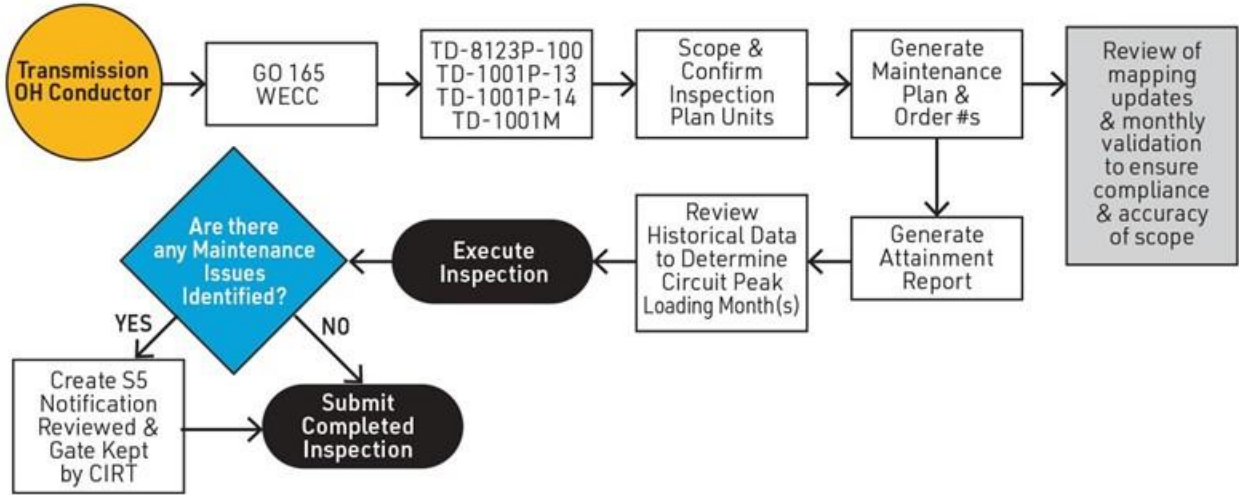 Transmission
OH Conductor
GO 165
WECC
TD-8123P-100
TD-1001P-13
TD-1001P-14
TD-1001M
Scope &
Confirm
Inspection
Plan Units
Generate
Maintenance
Plan &
Order #s
Review of
mapping
updates
& monthly
validation
to ensure
compliance
& accuracy
of scope
Generate
Attainment
Report
Review
Historical Data
to Determine
Circuit Peak
Loading Month(s)
Execute
Inspection
Are there
any Maintenance
Issues
Identified?
YES
NO
Create S5
Notification
Reviewed &
Gate Kept
by CIRT
Submit
Completed
Inspection